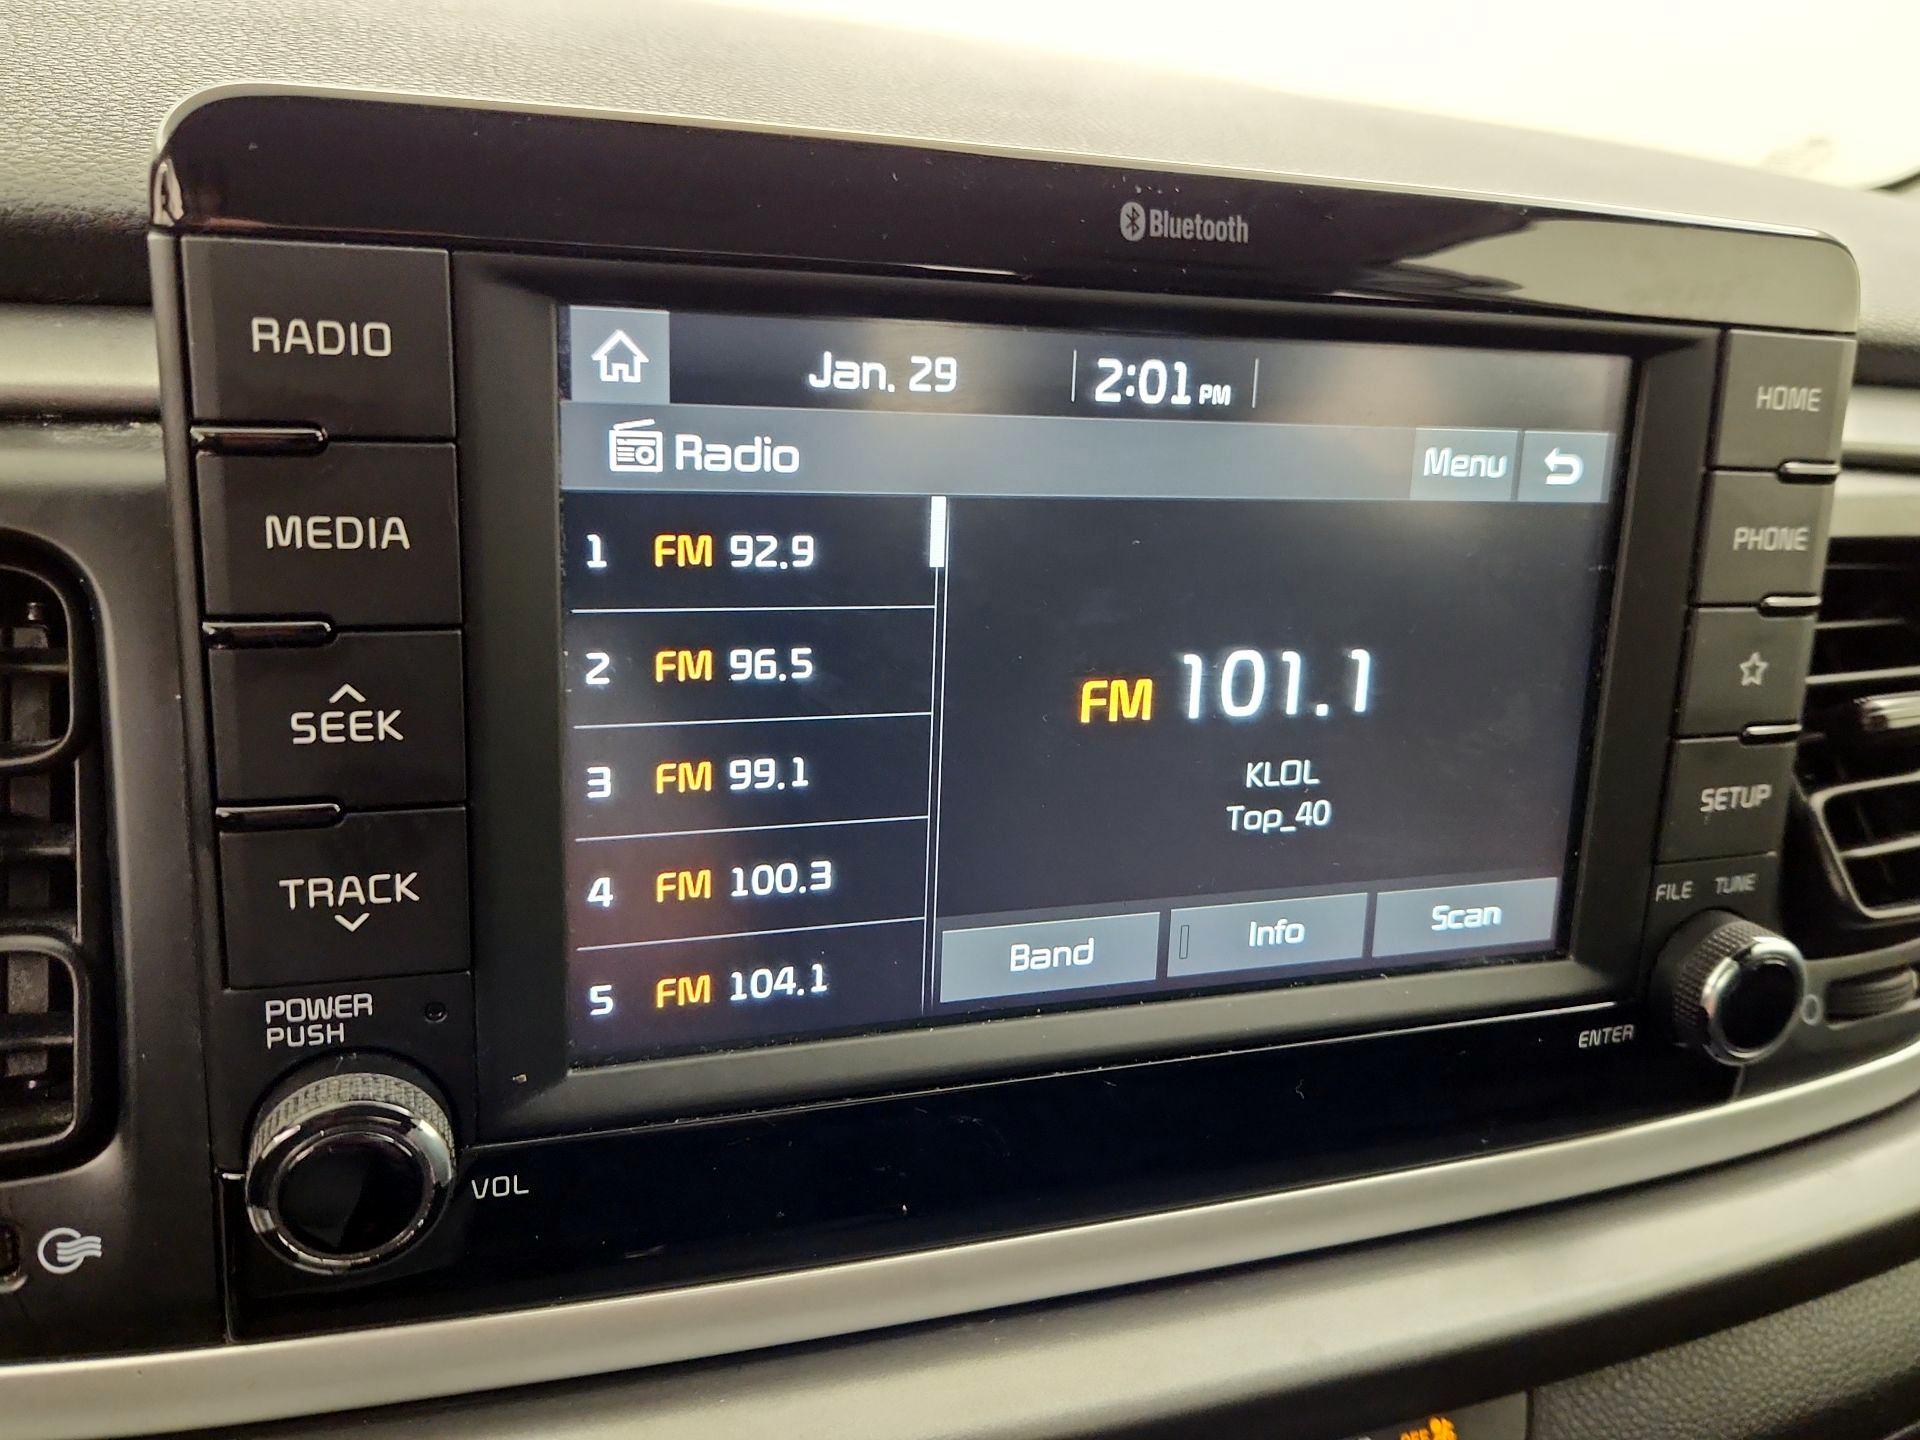 Bluetooth
RADIO
MEDIA
SEEK
TRACK
POWER
PUSH
VOL
Jan. 29
2:01 PM
Radio
Menu
1 FM 92.9
2 FM 96.5
3 FM 99.1
4 FM 100.3
5 FM 104.1
FM 101.1
KLOL
Top_40
Band
Info
Scan
HOME
PHONE
SETUP
FILE TUNE
ENTER
OFF